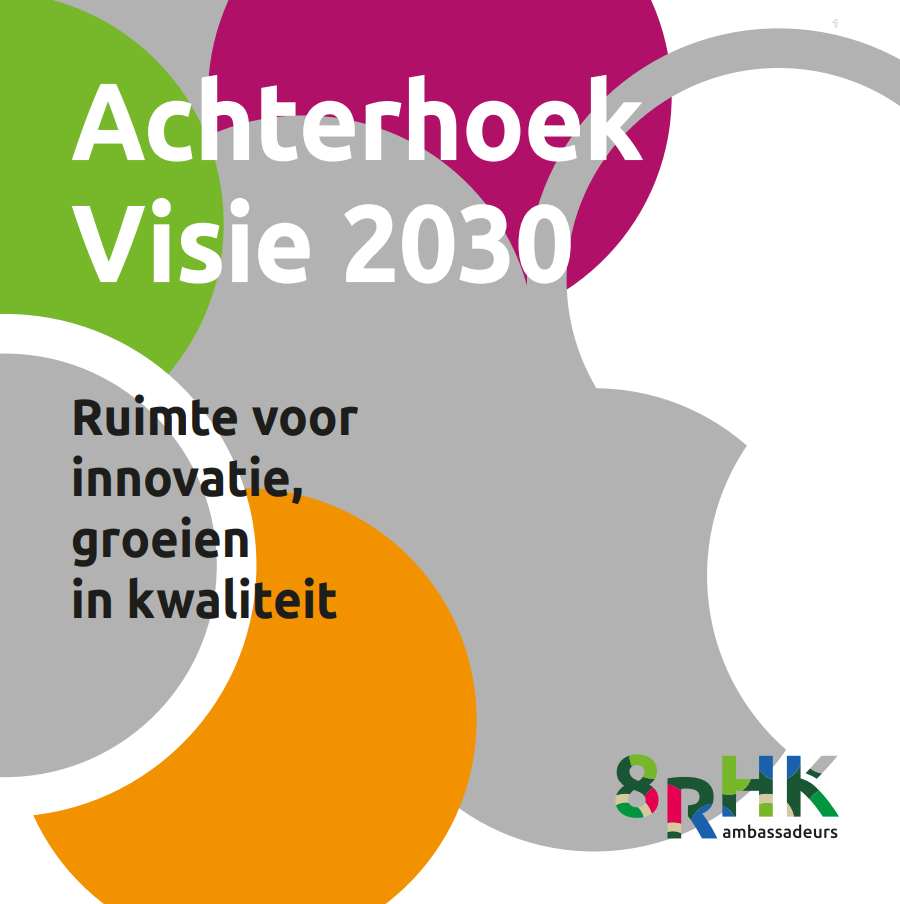 Achterhoek
Visie 2030
Ruimte voor
innovatie,
groeien
in kwaliteit
8RHK
ambassadeurs